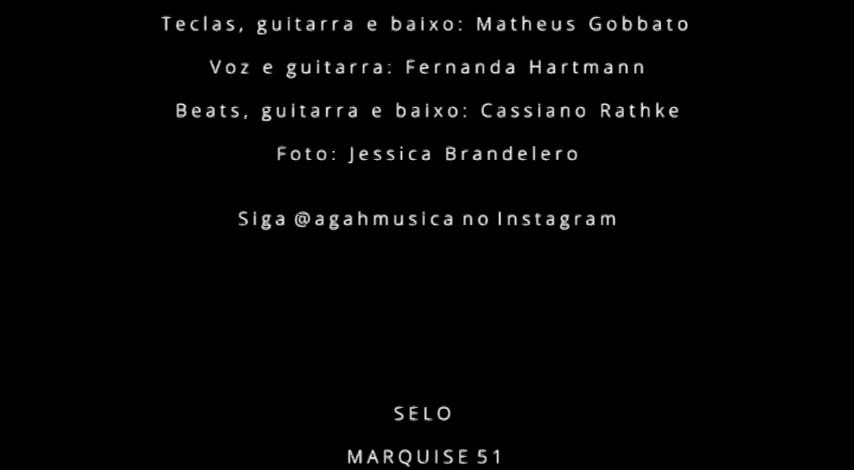 Teclas, guitarra e baixo: Matheus Gobbato
Voz e guitarra: Fernanda Hartmann
Beats, guitarra e baixo: Cassiano Rathke
Foto: Jessica Brandelero
Siga @agahmusica no Instagram
SELO
MARQUISE 51